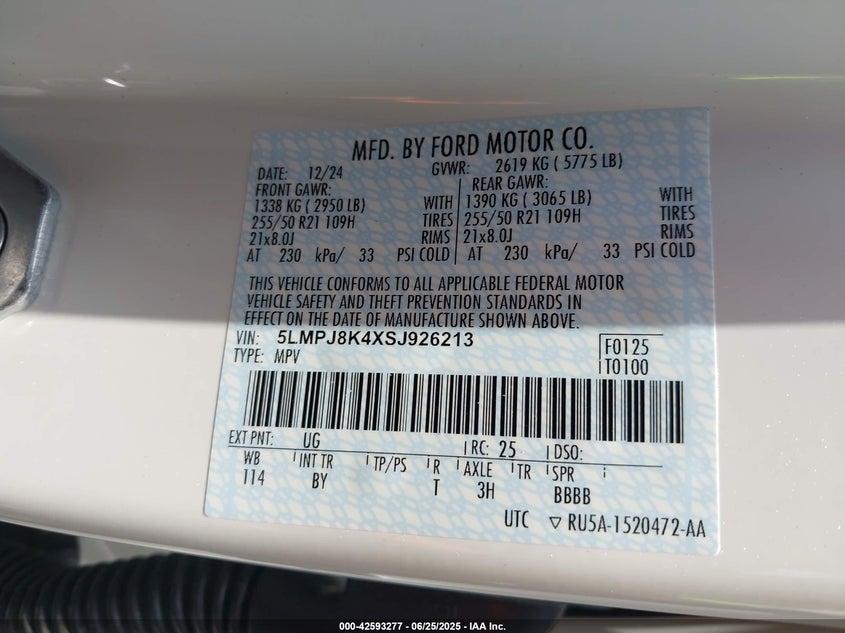 MFD. BY FORD MOTOR CO.
DATE: 12/24 GVWR: 2619 KG ( 5775 LB)
FRONT GAWR: REAR GAWR:
1338 KG ( 2950 LB) WITH 1390 KG ( 3065 LB) WITH
255/50 R21 109H TIRES 255/50 R21 109H TIRES
21x8.0J RIMS 21x8.0J RIMS
AT 230 kPa/ 33 PSI COLD AT 230 kPa/ 33 PSI COLD
THIS VEHICLE CONFORMS TO ALL APPLICABLE FEDERAL MOTOR
VEHICLE SAFETY AND THEFT PREVENTION STANDARDS IN
EFFECT ON THE DATE OF MANUFACTURE SHOWN ABOVE.
VIN: 5LMPJ8K4XSJ926213 F0125
TYPE: MPV T0100
EXT PNT: UG RC: 25 DSO:
WB INT TR TP/PS R AXLE TR SPR
114 BY T 3H BBBB
UTC ▽ RU5A-1520472-AA
000-42593277 - 06/25/2025 - IAA Inc.